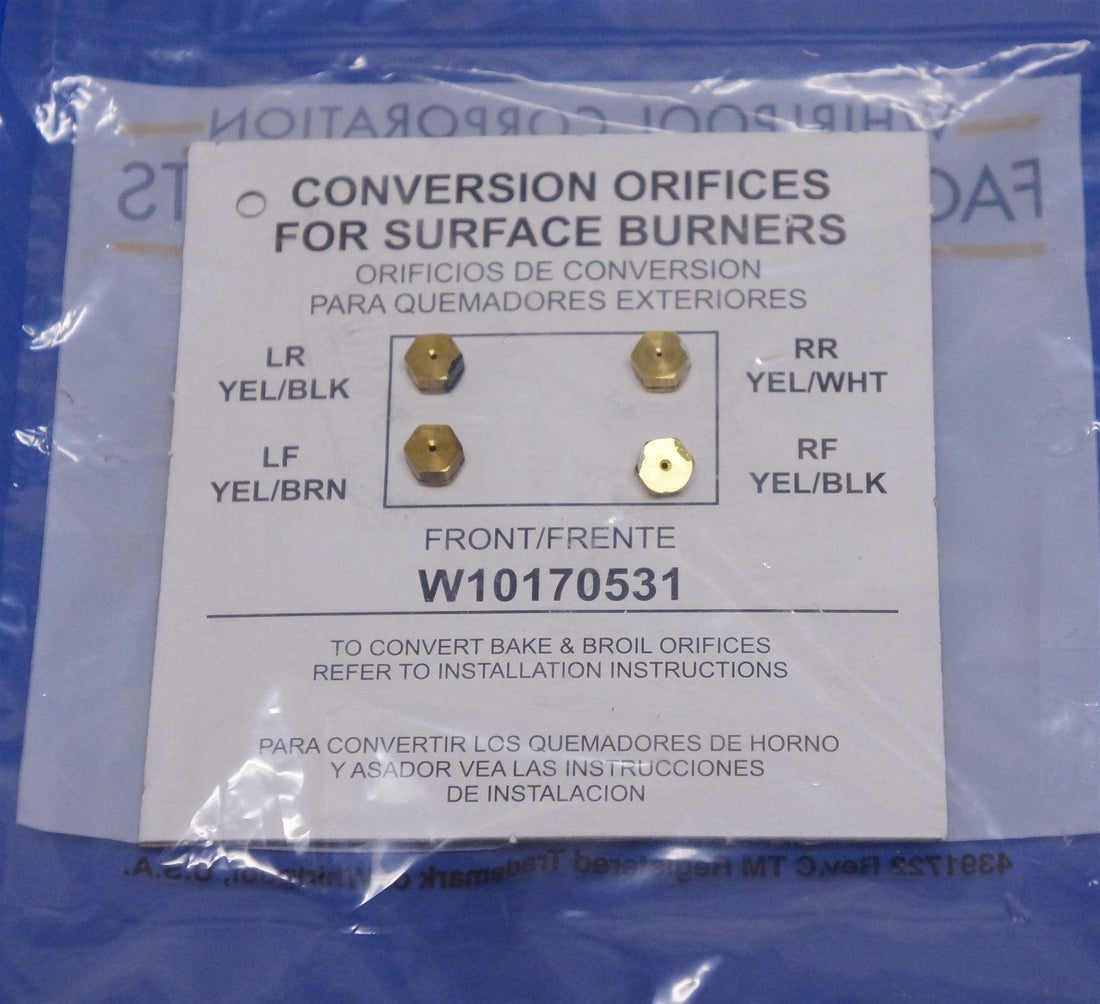 WHIRLPOOL CORPORATION
FAC TS
CONVERSION ORIFICES
FOR SURFACE BURNERS
ORIFICIOS DE CONVERSION
PARA QUEMADORES EXTERIORES
LR
YEL/BLK
RR
YEL/WHT
LF
YEL/BRN
RF
YEL/BLK
FRONT/FRENTE
W10170531
TO CONVERT BAKE & BROIL ORIFICES
REFER TO INSTALLATION INSTRUCTIONS
PARA CONVERTIR LOS QUEMADORES DE HORNO
Y ASADOR VEA LAS INSTRUCCIONES
DE INSTALACION
4391722 Rev.C TM Registered Trademark of Whirlpool, U.S.A.